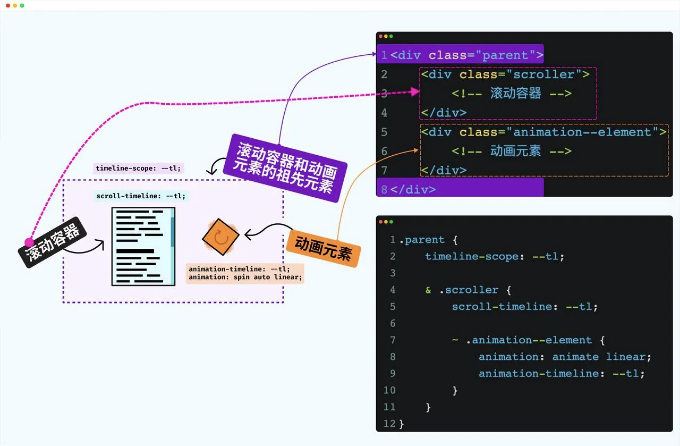 滚动容器和动画
元素的祖先元素
timeline-scope: --tl;
scroll-timeline: --tl;
滚动容器
动画元素
animation-timeline: --tl;
animation: spin auto linear;
1 <div class="parent">
2 <div class="scroller">
3 <!-- 滚动容器 -->
4 </div>
5 <div class="animation--element">
6 <!-- 动画元素 -->
7 </div>
8 </div>
1 .parent {
2 timeline-scope: --tl;
3
4 & .scroller {
5 scroll-timeline: --tl;
6
7 ~ .animation--element {
8 animation: animate linear;
9 animation-timeline: --tl;
10 }
11 }
12 }